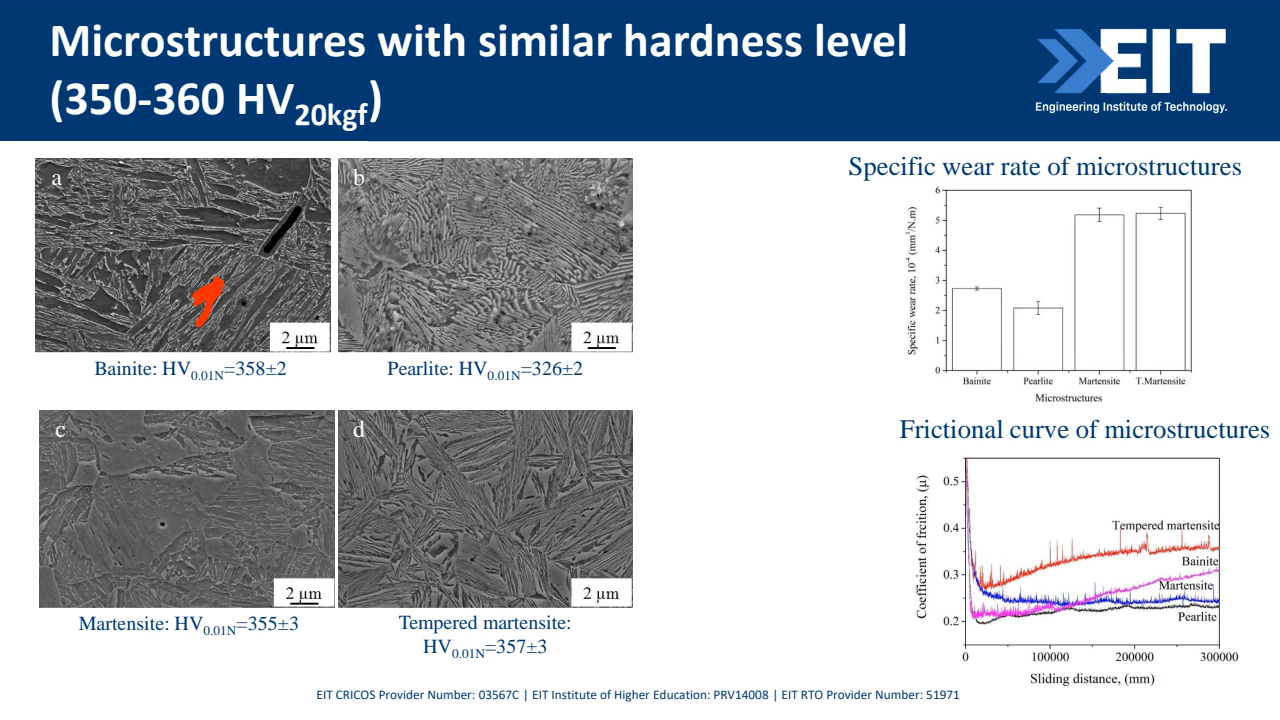 Microstructures with similar hardness level
(350-360 HV20kgf)
EIT
Engineering Institute of Technology.
a
2 µm
b
2 µm
Bainite: HV0.01N=358±2
Pearlite: HV0.01N=326±2
c
2 µm
d
2 µm
Martensite: HV0.01N=355±3
Tempered martensite:
HV0.01N=357±3
Specific wear rate of microstructures
Specific wear rate, 10-4 (mm3/N.m)
6
5
4
3
2
1
0
Bainite Pearlite Martensite T.Martensite
Microstructures
Frictional curve of microstructures
Coefficient of frcition, (µ)
0.5
0.4
0.3
0.2
Tempered martensite
Bainite
Martensite
Pearlite
0 100000 200000 300000
Sliding distance, (mm)
EIT CRICOS Provider Number: 03567C | EIT Institute of Higher Education: PRV14008 | EIT RTO Provider Number: 51971